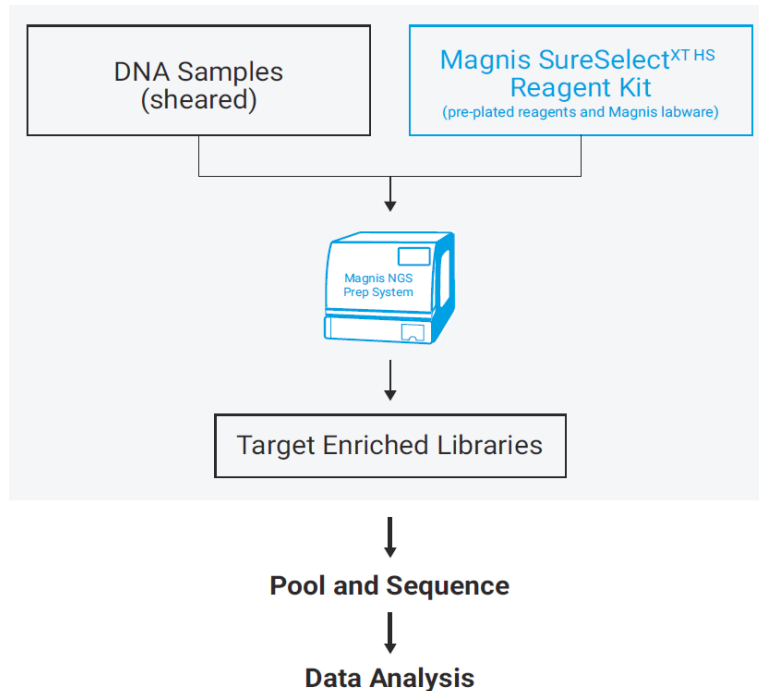 DNA Samples
(sheared)
Magnis SureSelectXT HS
Reagent Kit
(pre-plated reagents and Magnis labware)
Magnis NGS
Prep System
Target Enriched Libraries
Pool and Sequence
Data Analysis